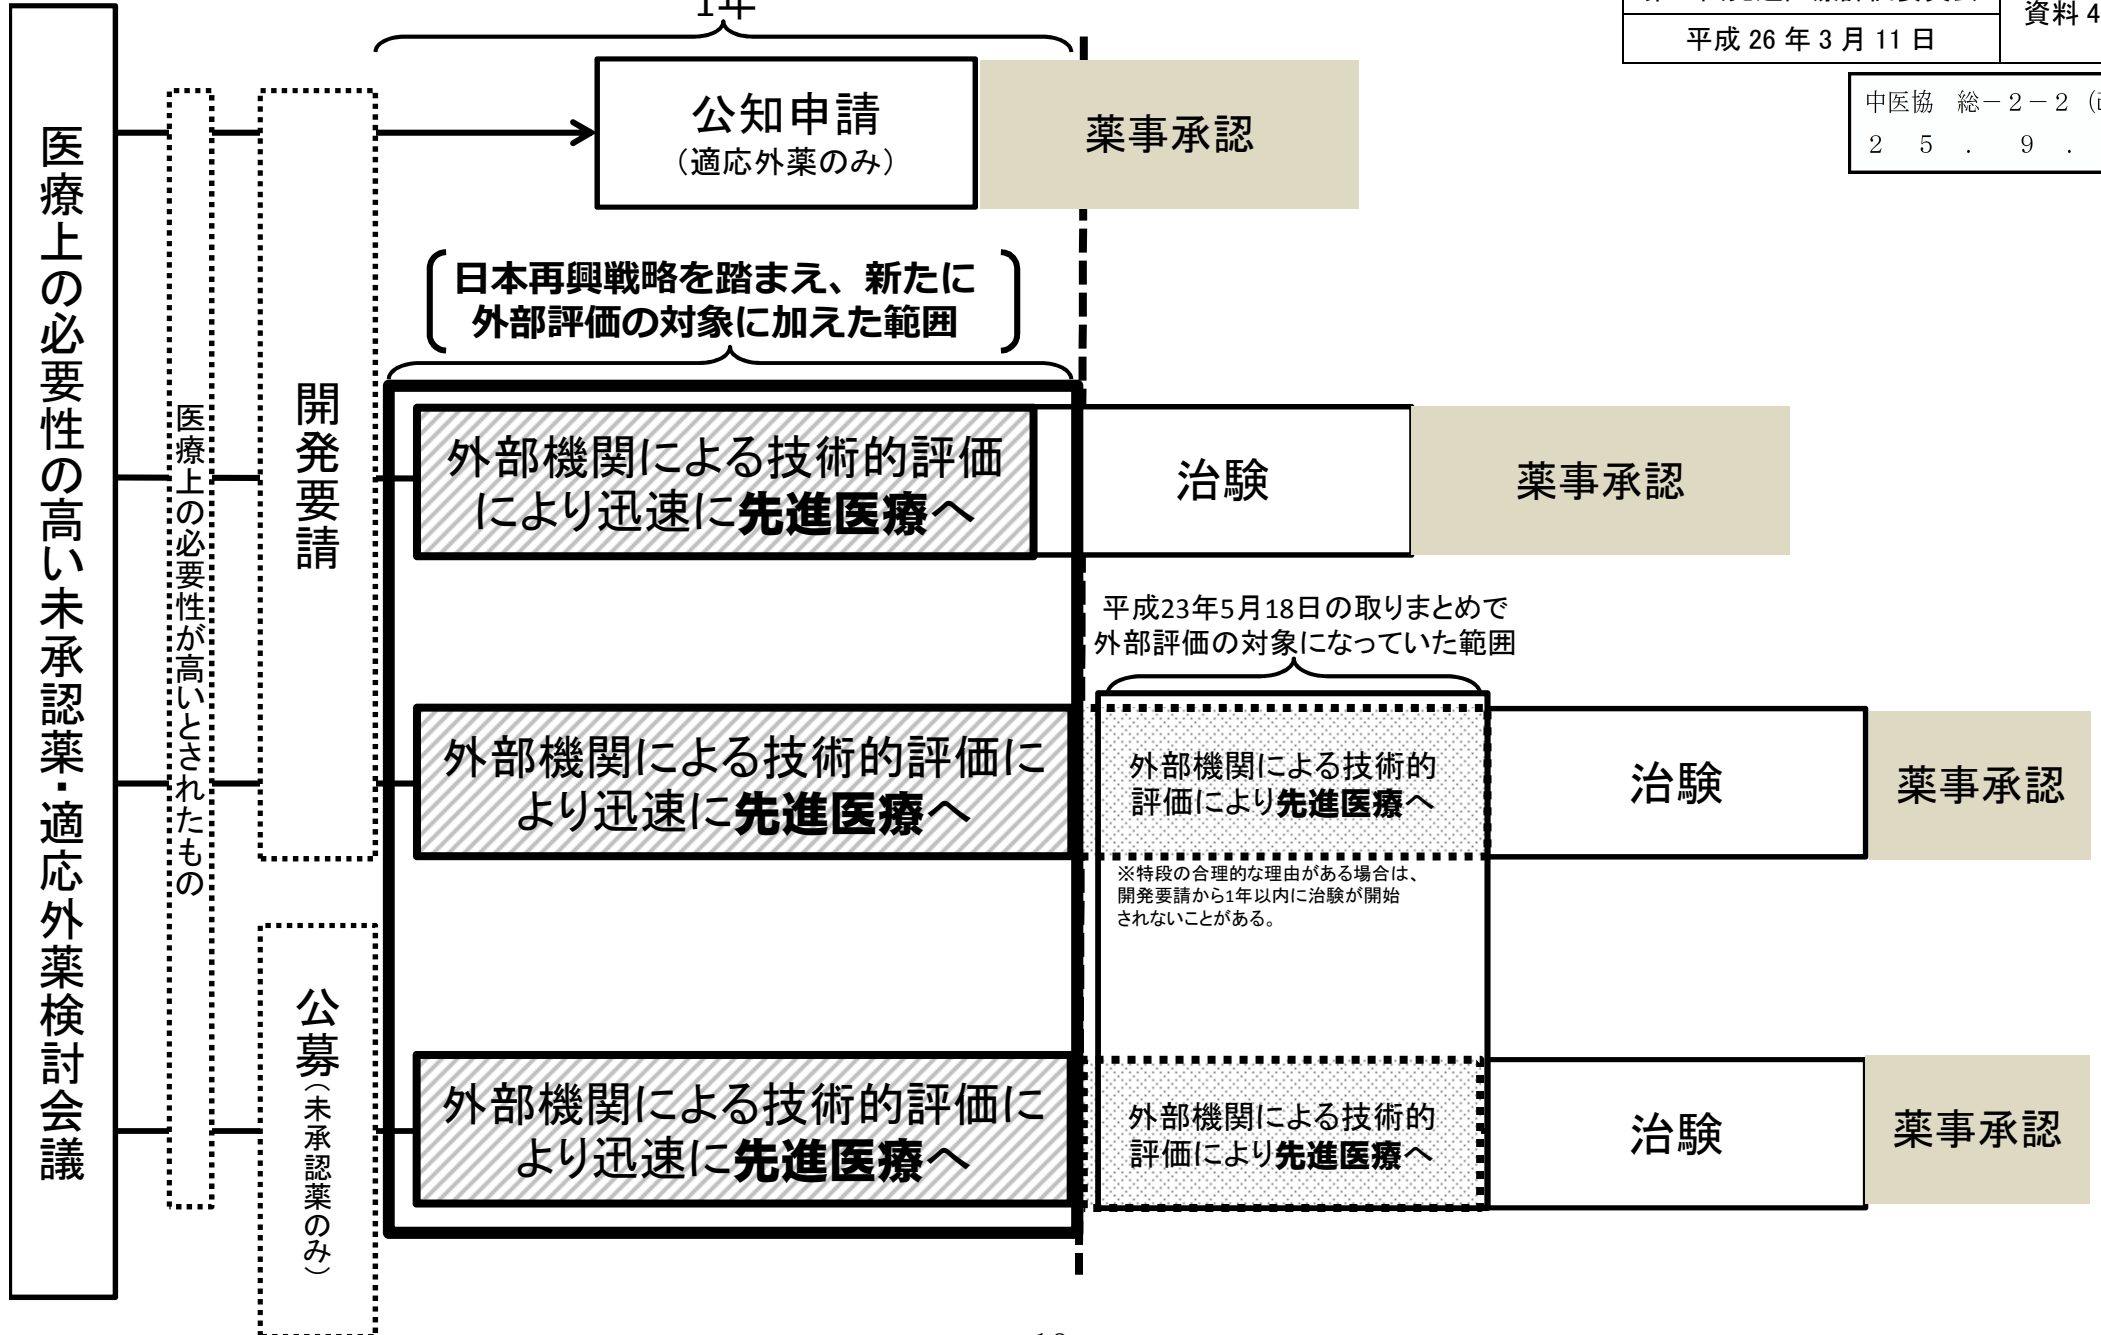 1年
資料 4
平成 26 年 3 月 11 日
中医協 総－2－2
25．9．
医療上の必要性の高い未承認薬・適応外薬検討会議
医療上の必要性が高いとされたもの
開発要請
公募（未承認薬のみ）
公知申請
（適応外薬のみ）
薬事承認
日本再興戦略を踏まえ、新たに
外部評価の対象に加えた範囲
外部機関による技術的評価
により迅速に先進医療へ
治験
薬事承認
平成23年5月18日の取りまとめで
外部評価の対象になっていた範囲
外部機関による技術的評価に
より迅速に先進医療へ
外部機関による技術的
評価により先進医療へ
治験
薬事承認
※特段の合理的な理由がある場合は、
開発要請から1年以内に治験が開始
されないことがある。
外部機関による技術的評価に
より迅速に先進医療へ
外部機関による技術的
評価により先進医療へ
治験
薬事承認